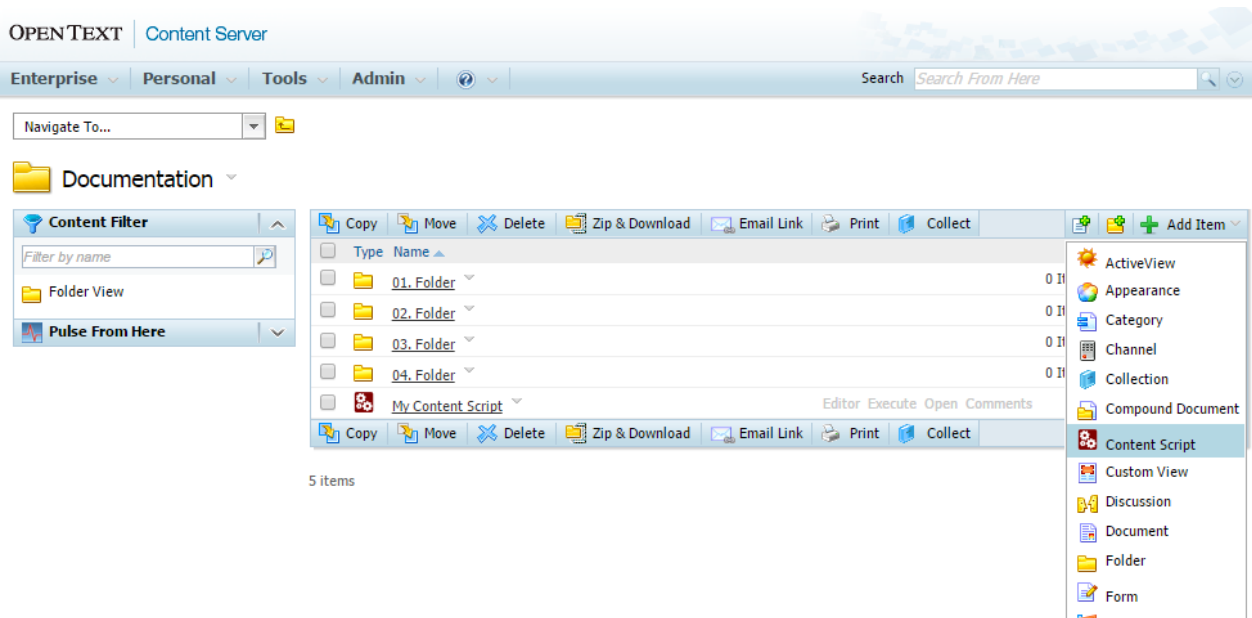 OPEN TEXT Content Server
Enterprise Personal Tools Admin Search Search From Here
Navigate To...
Documentation
Content Filter
Filter by name
Folder View
Pulse From Here
Copy Move Delete Zip & Download Email Link Print Collect Add Item
Type Name
01. Folder 0
02. Folder 0
03. Folder 0
04. Folder 0
My Content Script Editor Execute Open Comments
Copy Move Delete Zip & Download Email Link Print Collect
5 items
ActiveView
Appearance
Category
Channel
Collection
Compound Document
Content Script
Custom View
Discussion
Document
Folder
Form